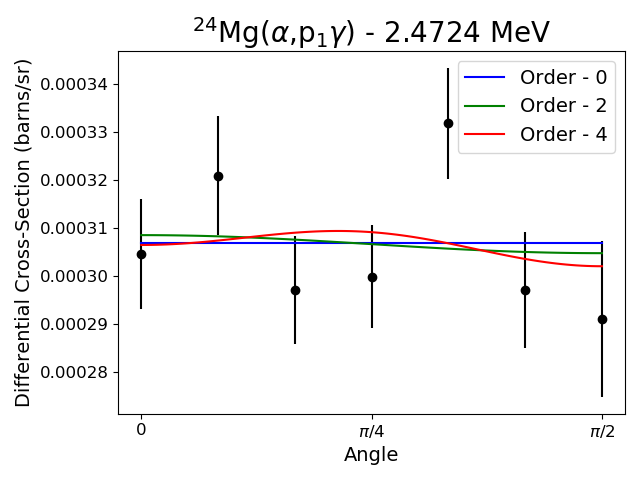 ²⁴Mg(α,p₁γ) - 2.4724 MeV
Differential Cross-Section (barns/sr)
0.00034
0.00033
0.00032
0.00031
0.00030
0.00029
0.00028
Order - 0
Order - 2
Order - 4
0
π/4
π/2
Angle